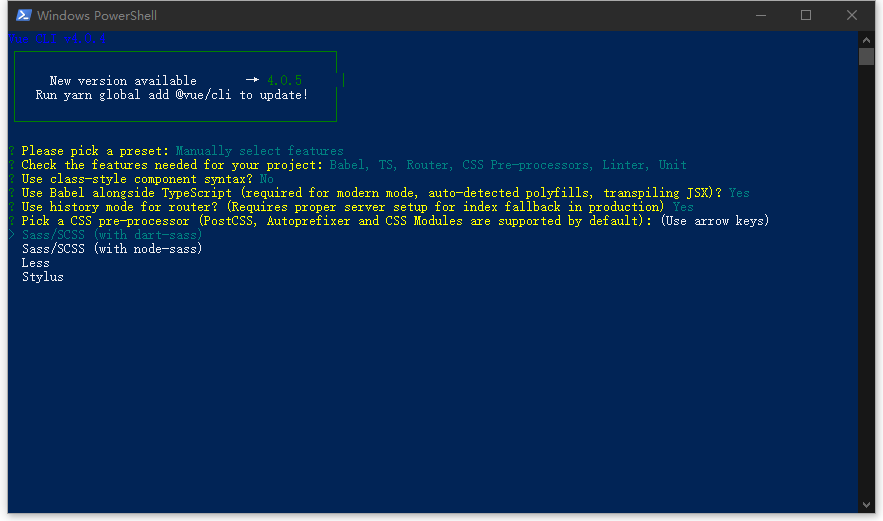 Windows PowerShell
Vue CLI
New version available → 4.0.5
Run yarn global add @vue/cli to update!
? Please pick a preset: Manually select features
? Check the features needed for your project: Babel, TS, Router, CSS Pre-processors, Linter, Unit
? Use class-style component syntax? No
? Use Babel alongside TypeScript (required for modern mode, auto-detected polyfills, transpiling JSX)? Yes
? Use history mode for router? (Requires proper server setup for index fallback in production) Yes
? Pick a CSS pre-processor (PostCSS, Autoprefixer and CSS Modules are supported by default): (Use arrow keys)
> Sass/SCSS (with dart-sass)
Sass/SCSS (with node-sass)
Less
Stylus